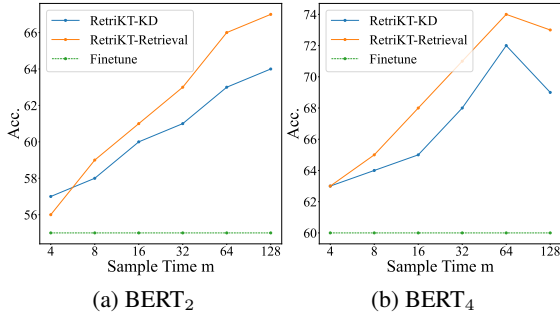 RetriKT-KD
RetriKT-Retrieval
Finetune
Acc.
66
64
62
60
58
56
4 8 16 32 64 128
Sample Time m
(a) BERT₂
RetriKT-KD
RetriKT-Retrieval
Finetune
Acc.
74
72
70
68
66
64
62
60
4 8 16 32 64 128
Sample Time m
(b) BERT₄